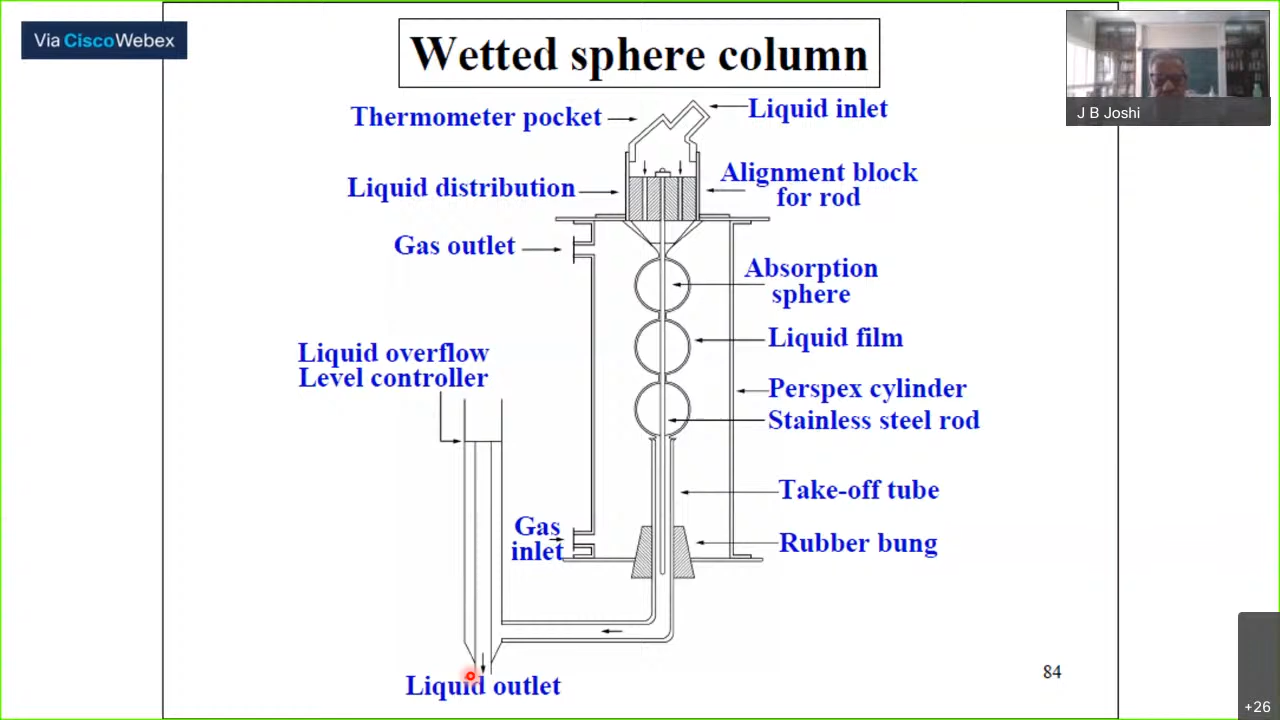 Via Cisco Webex
Wetted sphere column
J B Joshi
Thermometer pocket
Liquid inlet
Liquid distribution
Alignment block
for rod
Gas outlet
Absorption
sphere
Liquid film
Liquid overflow
Level controller
Perspex cylinder
Stainless steel rod
Take-off tube
Gas
inlet
Rubber bung
Liquid outlet
84
+26